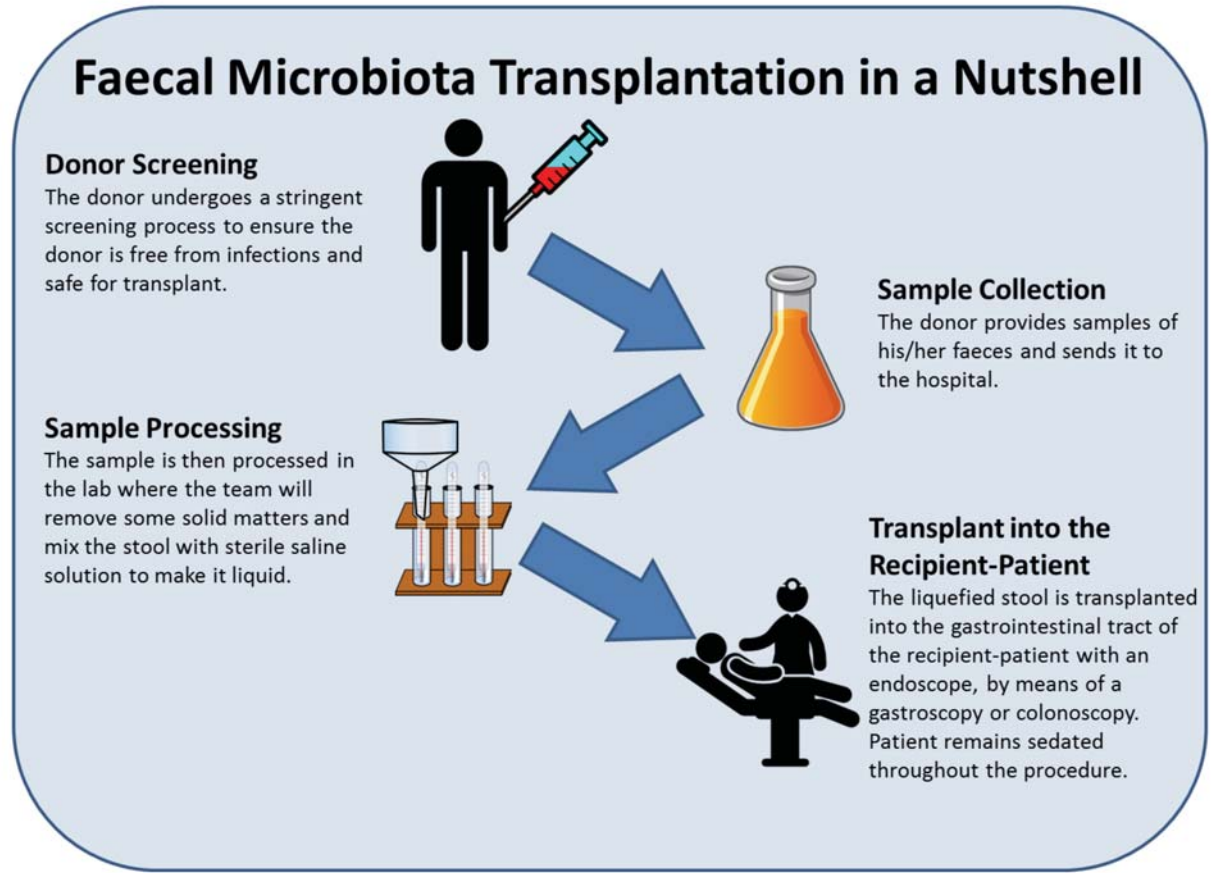 Faecal Microbiota Transplantation in a Nutshell
Donor Screening
The donor undergoes a stringent
screening process to ensure the
donor is free from infections and
safe for transplant.
Sample Collection
The donor provides samples of
his/her faeces and sends it to
the hospital.
Sample Processing
The sample is then processed in
the lab where the team will
remove some solid matters and
mix the stool with sterile saline
solution to make it liquid.
Transplant into the
Recipient-Patient
The liquefied stool is transplanted
into the gastrointestinal tract of
the recipient-patient with an
endoscope, by means of a
gastroscopy or colonoscopy.
Patient remains sedated
throughout the procedure.